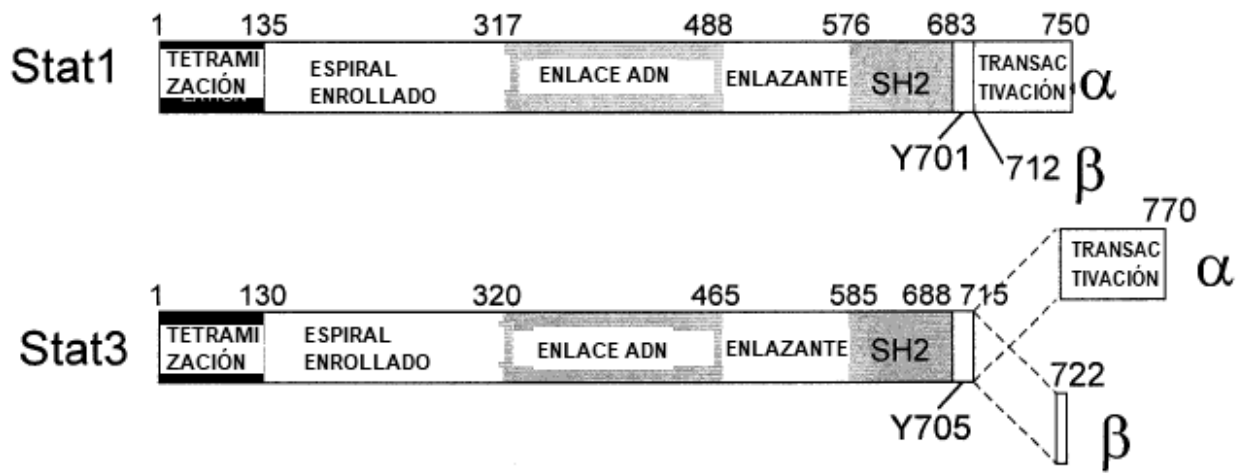 1 135 317 488 576 683 750
Stat1
TETRAMI
ZACIÓN
ESPIRAL
ENROLLADO
ENLACE ADN
ENLAZANTE
SH2
TRANSAC
TIVACIÓN
α
Y701
712
β
770
TRANSAC
TIVACIÓN
α
1 130 320 465 585 688 715
Stat3
TETRAMI
ZACIÓN
ESPIRAL
ENROLLADO
ENLACE ADN
ENLAZANTE
SH2
722
Y705
β